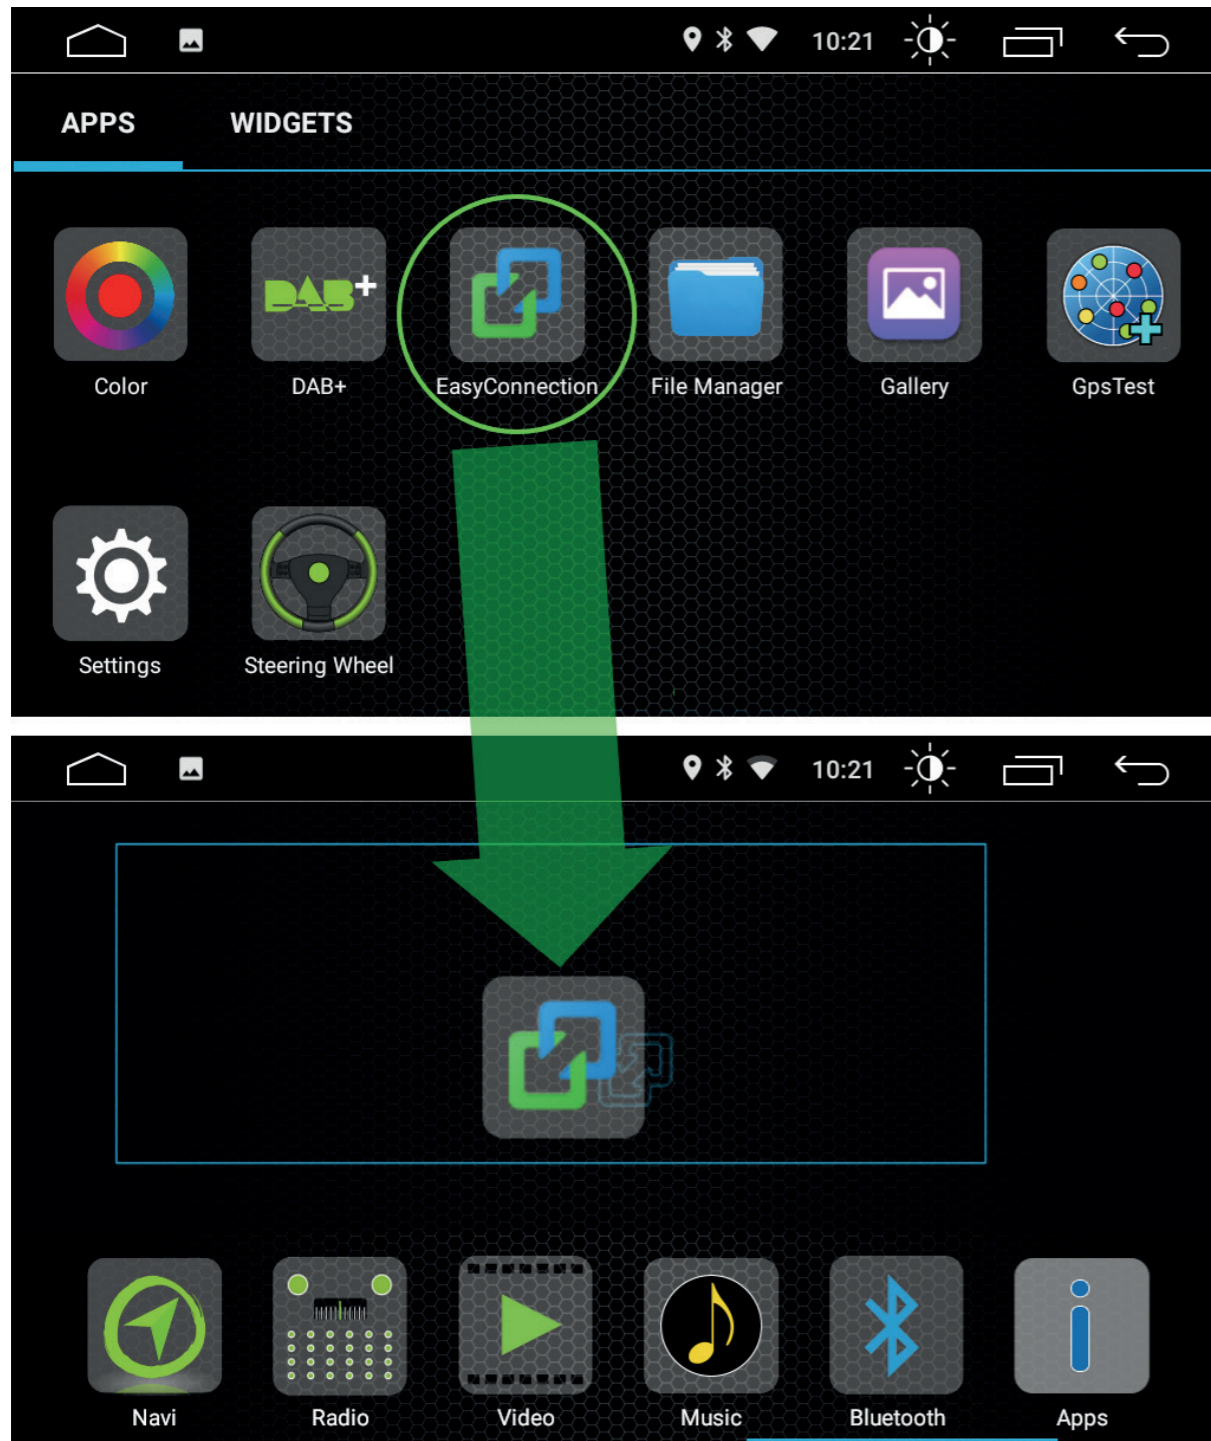 10:21
APPS WIDGETS
DAB+
Color DAB+ EasyConnection File Manager Gallery GpsTest
Settings Steering Wheel
10:21
Navi Radio Video Music Bluetooth Apps